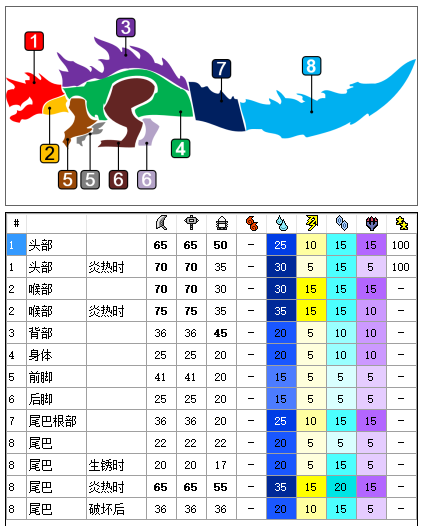 1
3
7
8
2
5
5
6
6
4
#
1 头部 65 65 50 – 25 10 15 15 100
1 头部 炎热时 70 70 35 – 30 5 15 5 100
2 喉部 70 70 30 – 30 15 15 15 –
2 喉部 炎热时 75 75 35 – 35 15 15 10 –
3 背部 36 36 45 – 20 5 10 10 –
4 身体 25 25 20 – 20 5 10 10 –
5 前脚 41 41 20 – 15 5 5 5 –
6 后脚 25 25 20 – 15 5 5 5 –
7 尾巴根部 36 36 20 – 25 10 15 15 –
8 尾巴 22 22 22 – 20 5 5 5 –
8 尾巴 生锈时 20 20 17 – 20 5 15 5 –
8 尾巴 炎热时 65 65 55 – 35 15 20 15 –
8 尾巴 破坏后 36 36 36 – 20 10 15 5 –